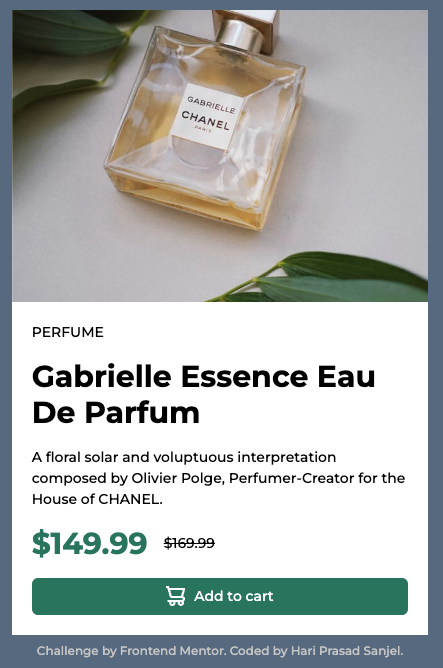 GABRIELLE
CHANEL
PARIS
PERFUME
Gabrielle Essence Eau
De Parfum
A floral solar and voluptuous interpretation
composed by Olivier Polge, Perfumer-Creator for the
House of CHANEL.
$149.99 $169.99
Add to cart
Challenge by Frontend Mentor. Coded by Hari Prasad Sanjel.